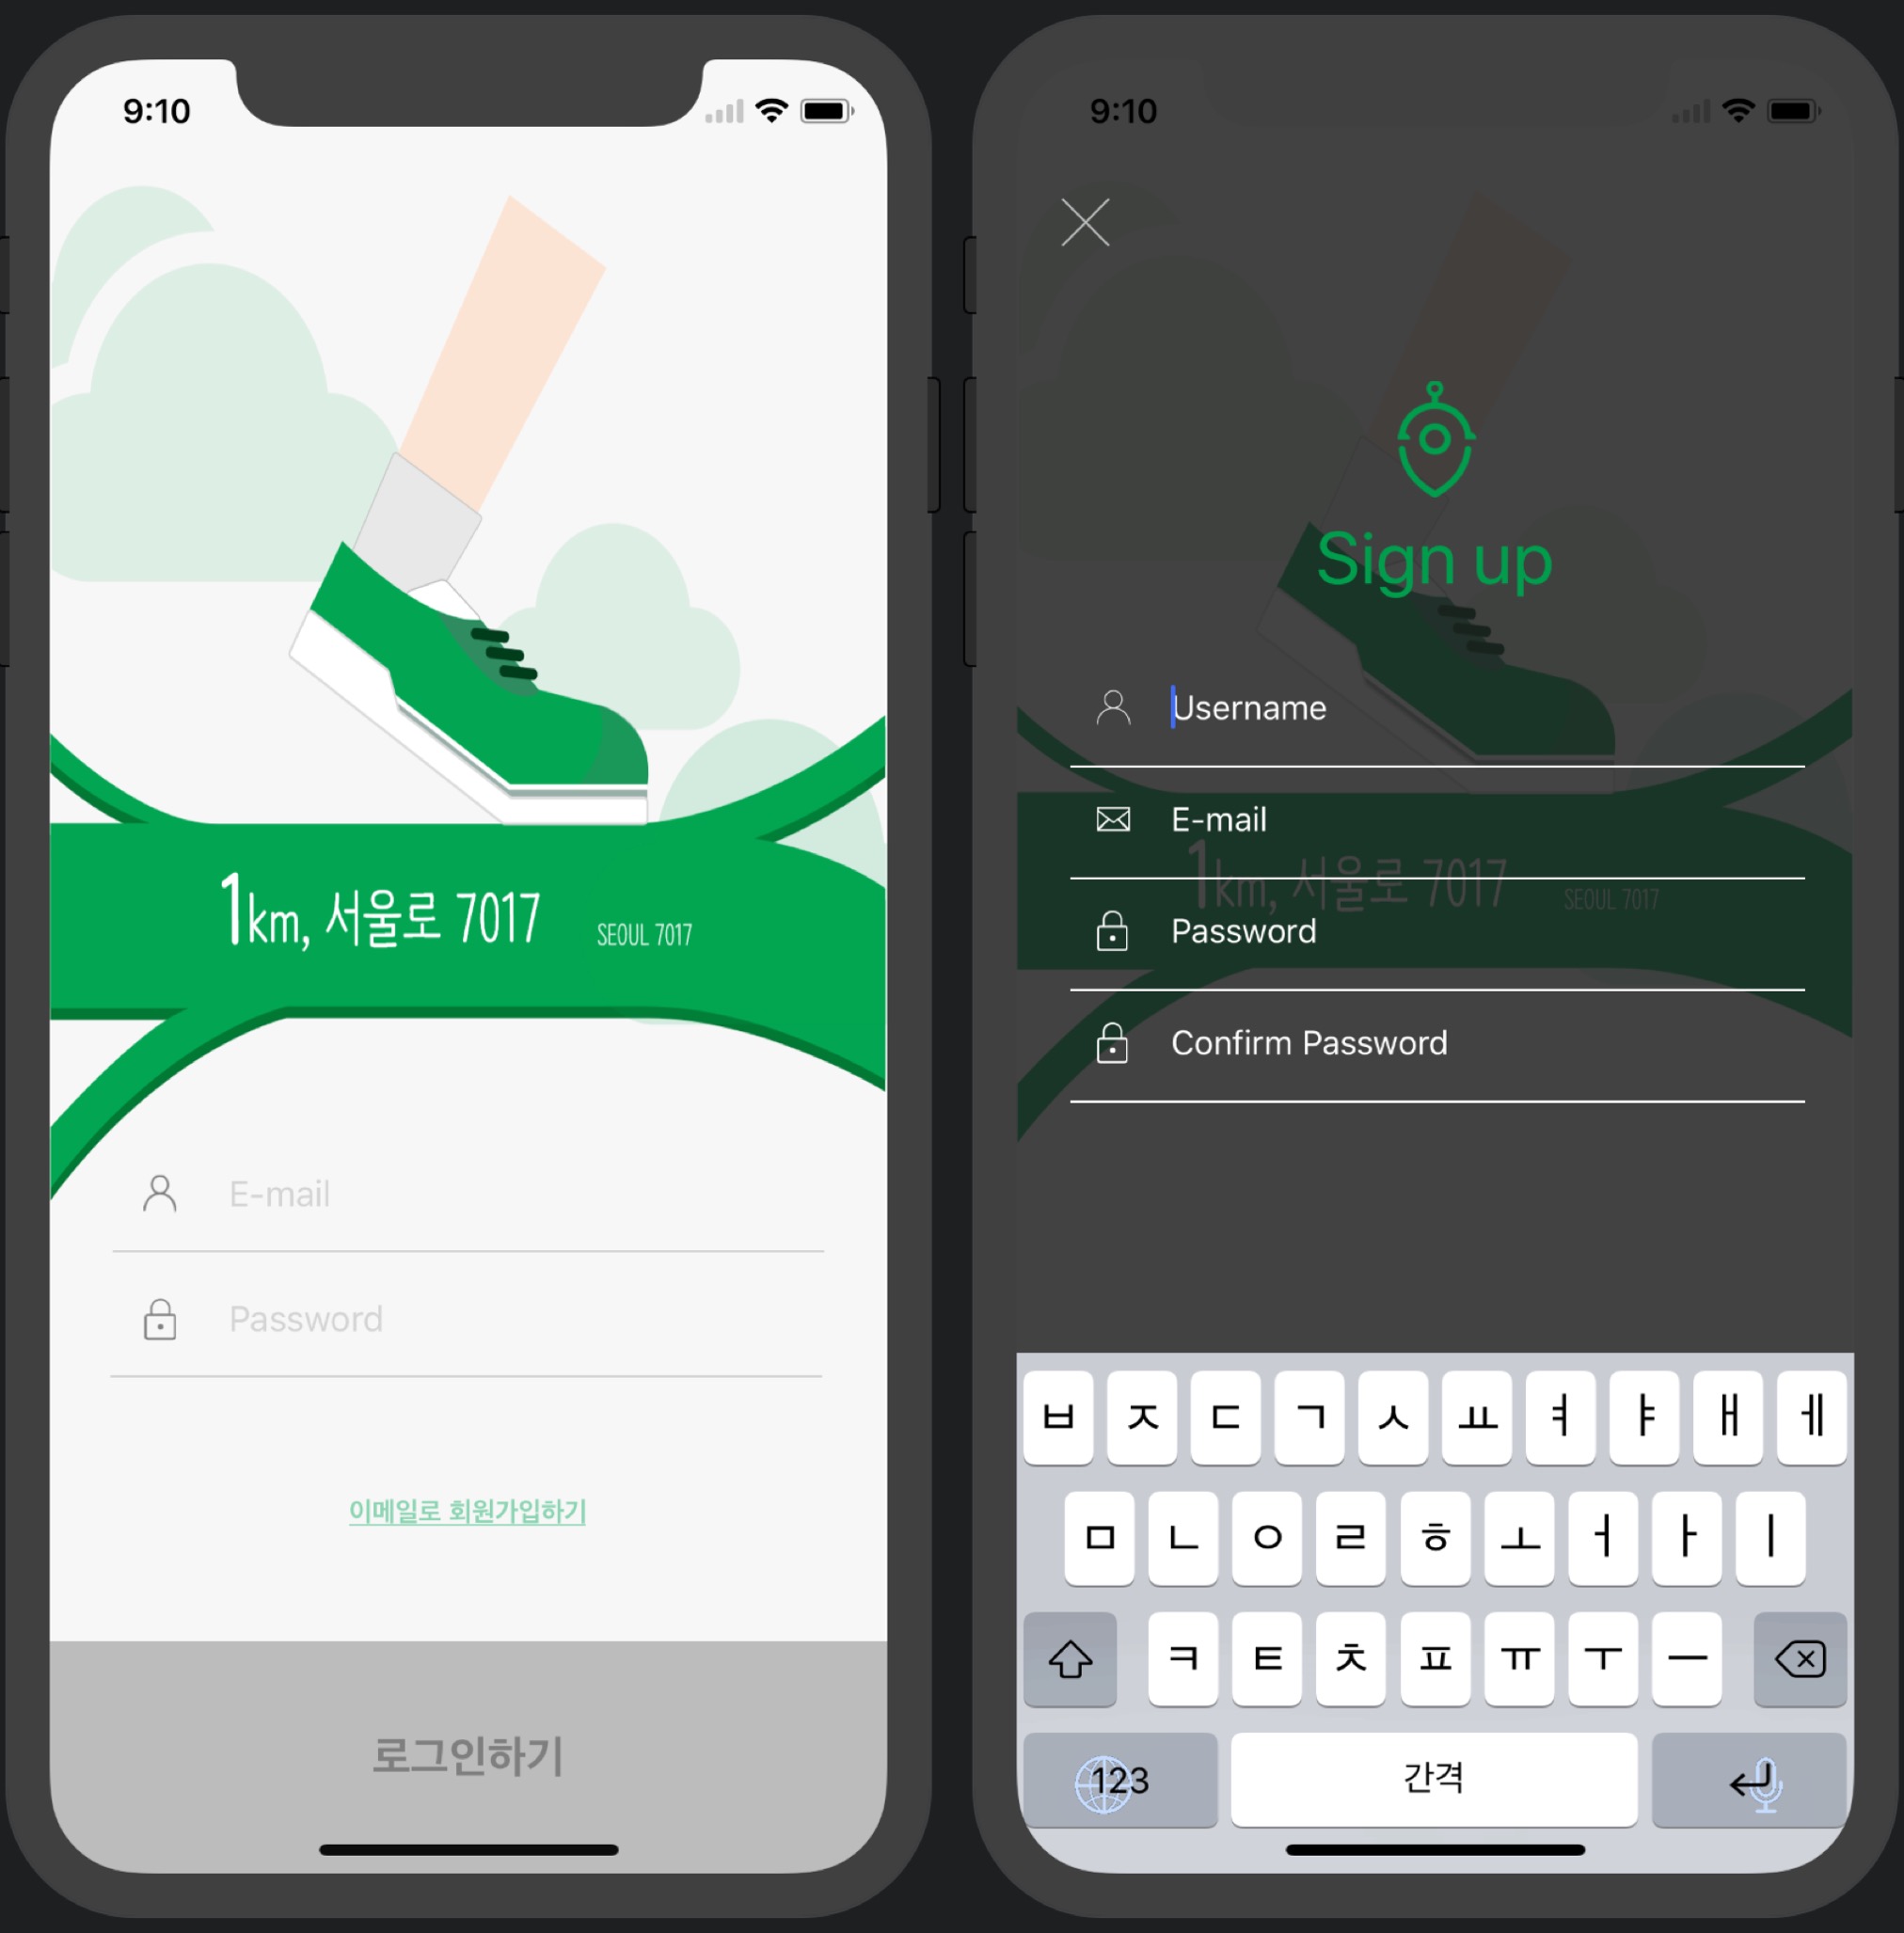 9:10
1km, 서울로 7017 SEOUL 7017
E-mail
Password
이메일로 회원가입하기
로그인하기
9:10
Sign up
Username
E-mail
1km, 서울로 7017 SEOUL 7017
Password
Confirm Password
ㅂ ㅈ ㄷ ㄱ ㅅ ㅛ ㅕ ㅑ ㅐ ㅔ
ㅁ ㄴ ㅇ ㄹ ㅎ ㅗ ㅓ ㅏ ㅣ
ㅋ ㅌ ㅊ ㅍ ㅠ ㅜ ㅡ
123 간격